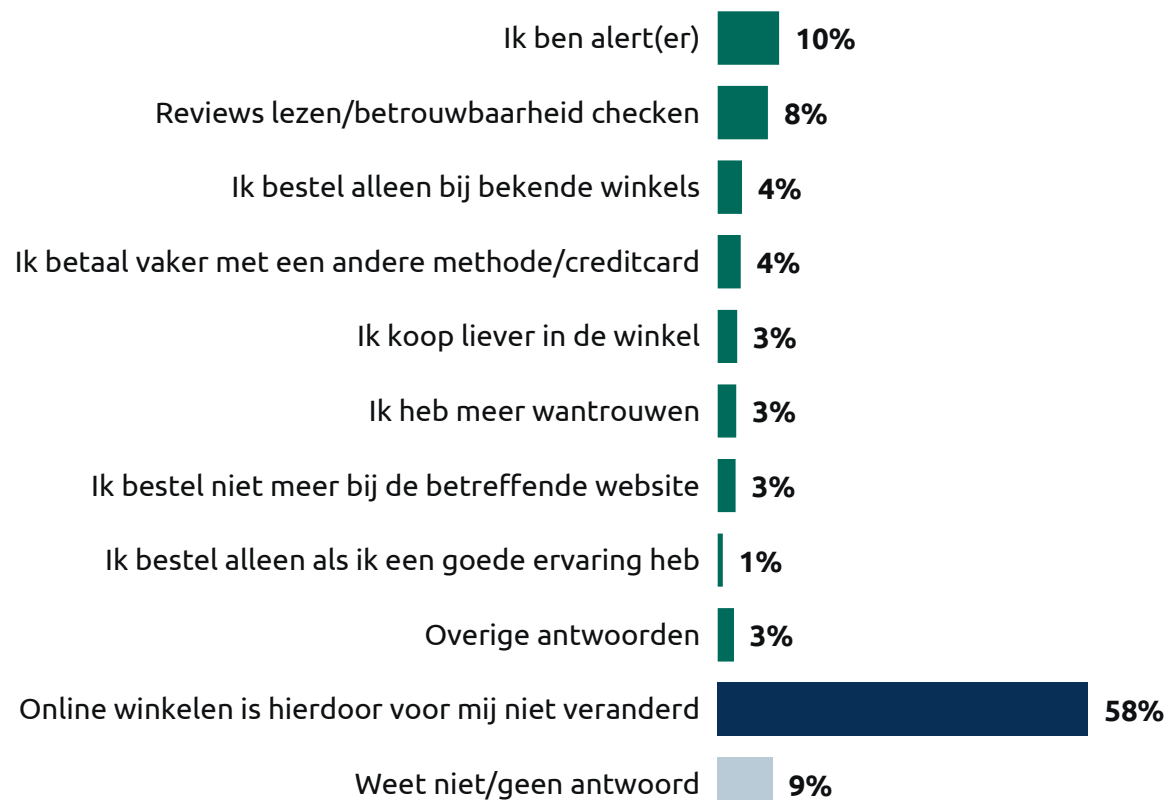 Ik ben alert(er) 10%
Reviews lezen/betrouwbaarheid checken 8%
Ik bestel alleen bij bekende winkels 4%
Ik betaal vaker met een andere methode/creditcard 4%
Ik koop liever in de winkel 3%
Ik heb meer wantrouwen 3%
Ik bestel niet meer bij de betreffende website 3%
Ik bestel alleen als ik een goede ervaring heb 1%
Overige antwoorden 3%
Online winkelen is hierdoor voor mij niet veranderd 58%
Weet niet/geen antwoord 9%